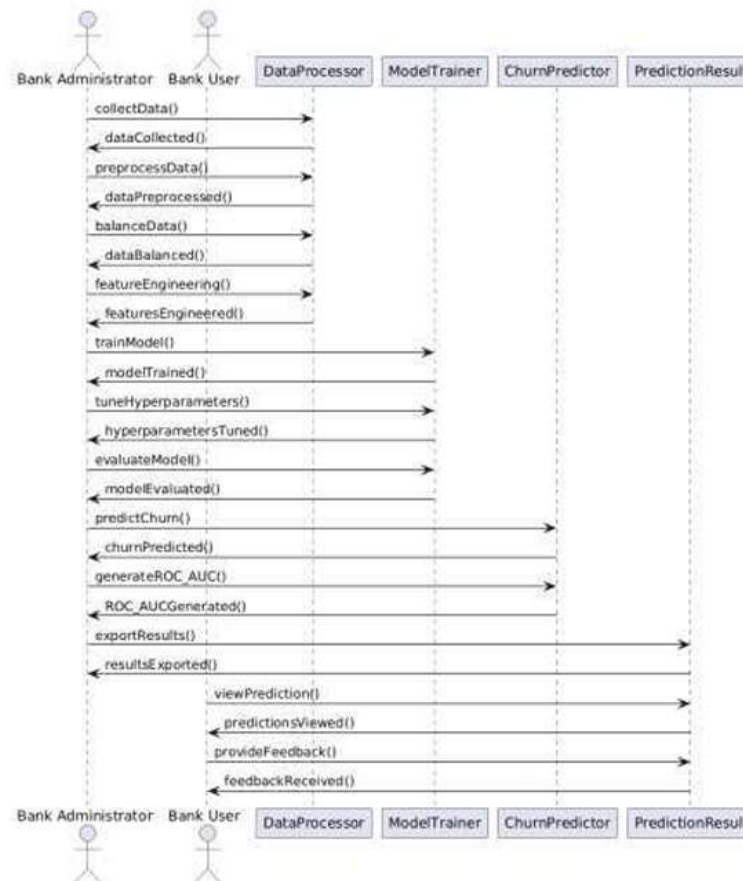 Bank Administrator Bank User DataProcessor ModelTrainer ChurnPredictor PredictionResult
collectData()
dataCollected()
preprocessData()
dataPreprocessed()
balanceData()
dataBalanced()
featureEngineering()
featuresEngineered()
trainModel()
modelTrained()
tuneHyperparameters()
hyperparametersTuned()
evaluateModel()
modelEvaluated()
predictChurn()
churnPredicted()
generateROC_AUC()
ROC_AUCGenerated()
exportResults()
resultsExported()
viewPrediction()
predictionsViewed()
provideFeedback()
feedbackReceived()
Bank Administrator Bank User DataProcessor ModelTrainer ChurnPredictor PredictionResult